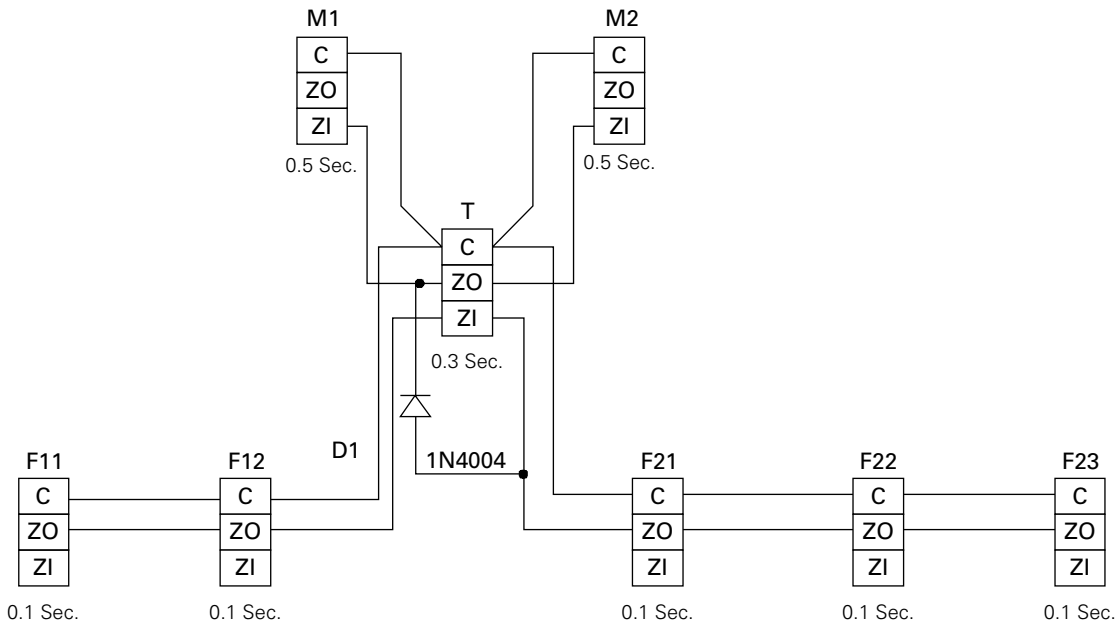 M1
C
ZO
ZI
0.5 Sec.
M2
C
ZO
ZI
0.5 Sec.
T
C
ZO
ZI
0.3 Sec.
D1
1N4004
F11
C
ZO
ZI
0.1 Sec.
F12
C
ZO
ZI
0.1 Sec.
F21
C
ZO
ZI
0.1 Sec.
F22
C
ZO
ZI
0.1 Sec.
F23
C
ZO
ZI
0.1 Sec.